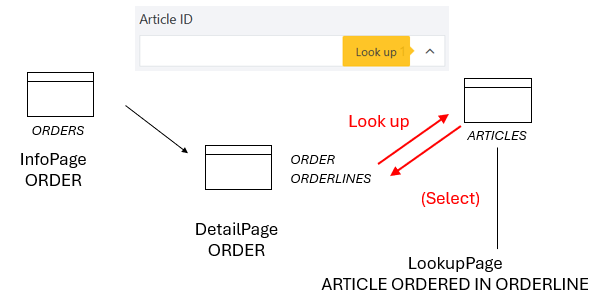 Article ID
Look up
ORDERS
InfoPage
ORDER
ORDER
ORDERLINES
DetailPage
ORDER
Look up
(Select)
ARTICLES
LookupPage
ARTICLE ORDERED IN ORDERLINE